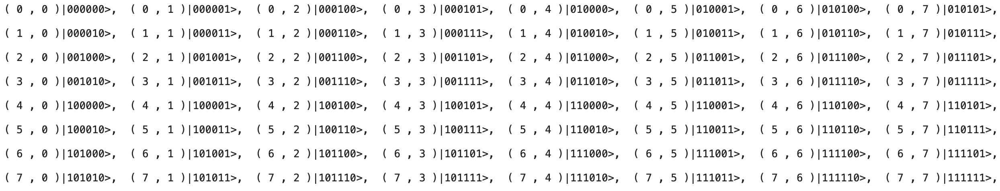 ( 0 , 0 )|000000>,  ( 0 , 1 )|000001>,  ( 0 , 2 )|000100>,  ( 0 , 3 )|000101>,  ( 0 , 4 )|010000>,  ( 0 , 5 )|010001>,  ( 0 , 6 )|010100>,  ( 0 , 7 )|010101>,
( 1 , 0 )|000010>,  ( 1 , 1 )|000011>,  ( 1 , 2 )|000110>,  ( 1 , 3 )|000111>,  ( 1 , 4 )|010010>,  ( 1 , 5 )|010011>,  ( 1 , 6 )|010110>,  ( 1 , 7 )|010111>,
( 2 , 0 )|001000>,  ( 2 , 1 )|001001>,  ( 2 , 2 )|001100>,  ( 2 , 3 )|001101>,  ( 2 , 4 )|011000>,  ( 2 , 5 )|011001>,  ( 2 , 6 )|011100>,  ( 2 , 7 )|011101>,
( 3 , 0 )|001010>,  ( 3 , 1 )|001011>,  ( 3 , 2 )|001110>,  ( 3 , 3 )|001111>,  ( 3 , 4 )|011010>,  ( 3 , 5 )|011011>,  ( 3 , 6 )|011110>,  ( 3 , 7 )|011111>,
( 4 , 0 )|100000>,  ( 4 , 1 )|100001>,  ( 4 , 2 )|100100>,  ( 4 , 3 )|100101>,  ( 4 , 4 )|110000>,  ( 4 , 5 )|110001>,  ( 4 , 6 )|110100>,  ( 4 , 7 )|110101>,
( 5 , 0 )|100010>,  ( 5 , 1 )|100011>,  ( 5 , 2 )|100110>,  ( 5 , 3 )|100111>,  ( 5 , 4 )|110010>,  ( 5 , 5 )|110011>,  ( 5 , 6 )|110110>,  ( 5 , 7 )|110111>,
( 6 , 0 )|101000>,  ( 6 , 1 )|101001>,  ( 6 , 2 )|101100>,  ( 6 , 3 )|101101>,  ( 6 , 4 )|111000>,  ( 6 , 5 )|111001>,  ( 6 , 6 )|111100>,  ( 6 , 7 )|111101>,
( 7 , 0 )|101010>,  ( 7 , 1 )|101011>,  ( 7 , 2 )|101110>,  ( 7 , 3 )|101111>,  ( 7 , 4 )|111010>,  ( 7 , 5 )|111011>,  ( 7 , 6 )|111110>,  ( 7 , 7 )|111111>,